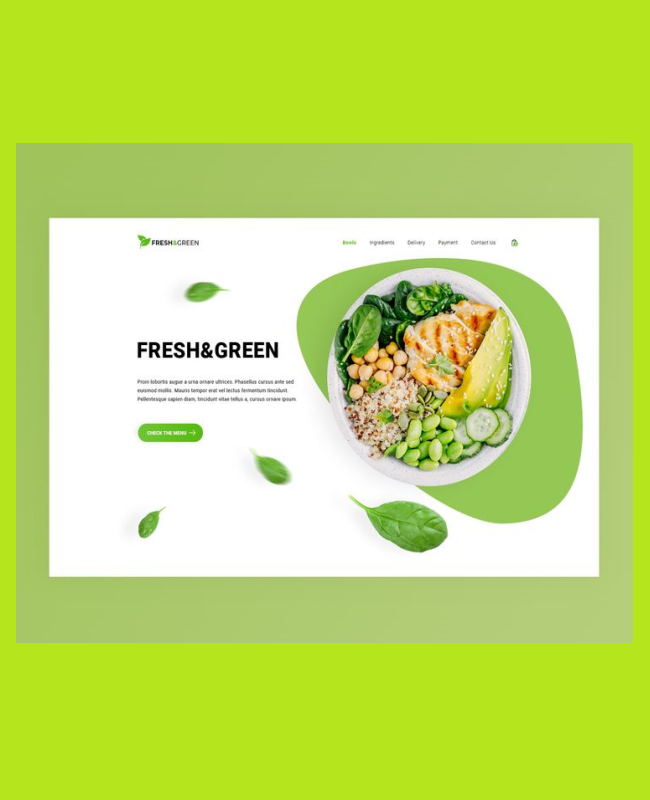 FRESH&GREEN
Bowls
Ingredients
Delivery
Payment
Contact Us
FRESH&GREEN
Proin lobortis augue a urna ornare ultrices. Phasellus cursus ante sed
euismod mollis. Mauris tempor erat vel lectus fermentum tincidunt.
Pellentesque sapien diam, tincidunt vitae tellus a, cursus ornare ipsum.
CHECK THE MENU